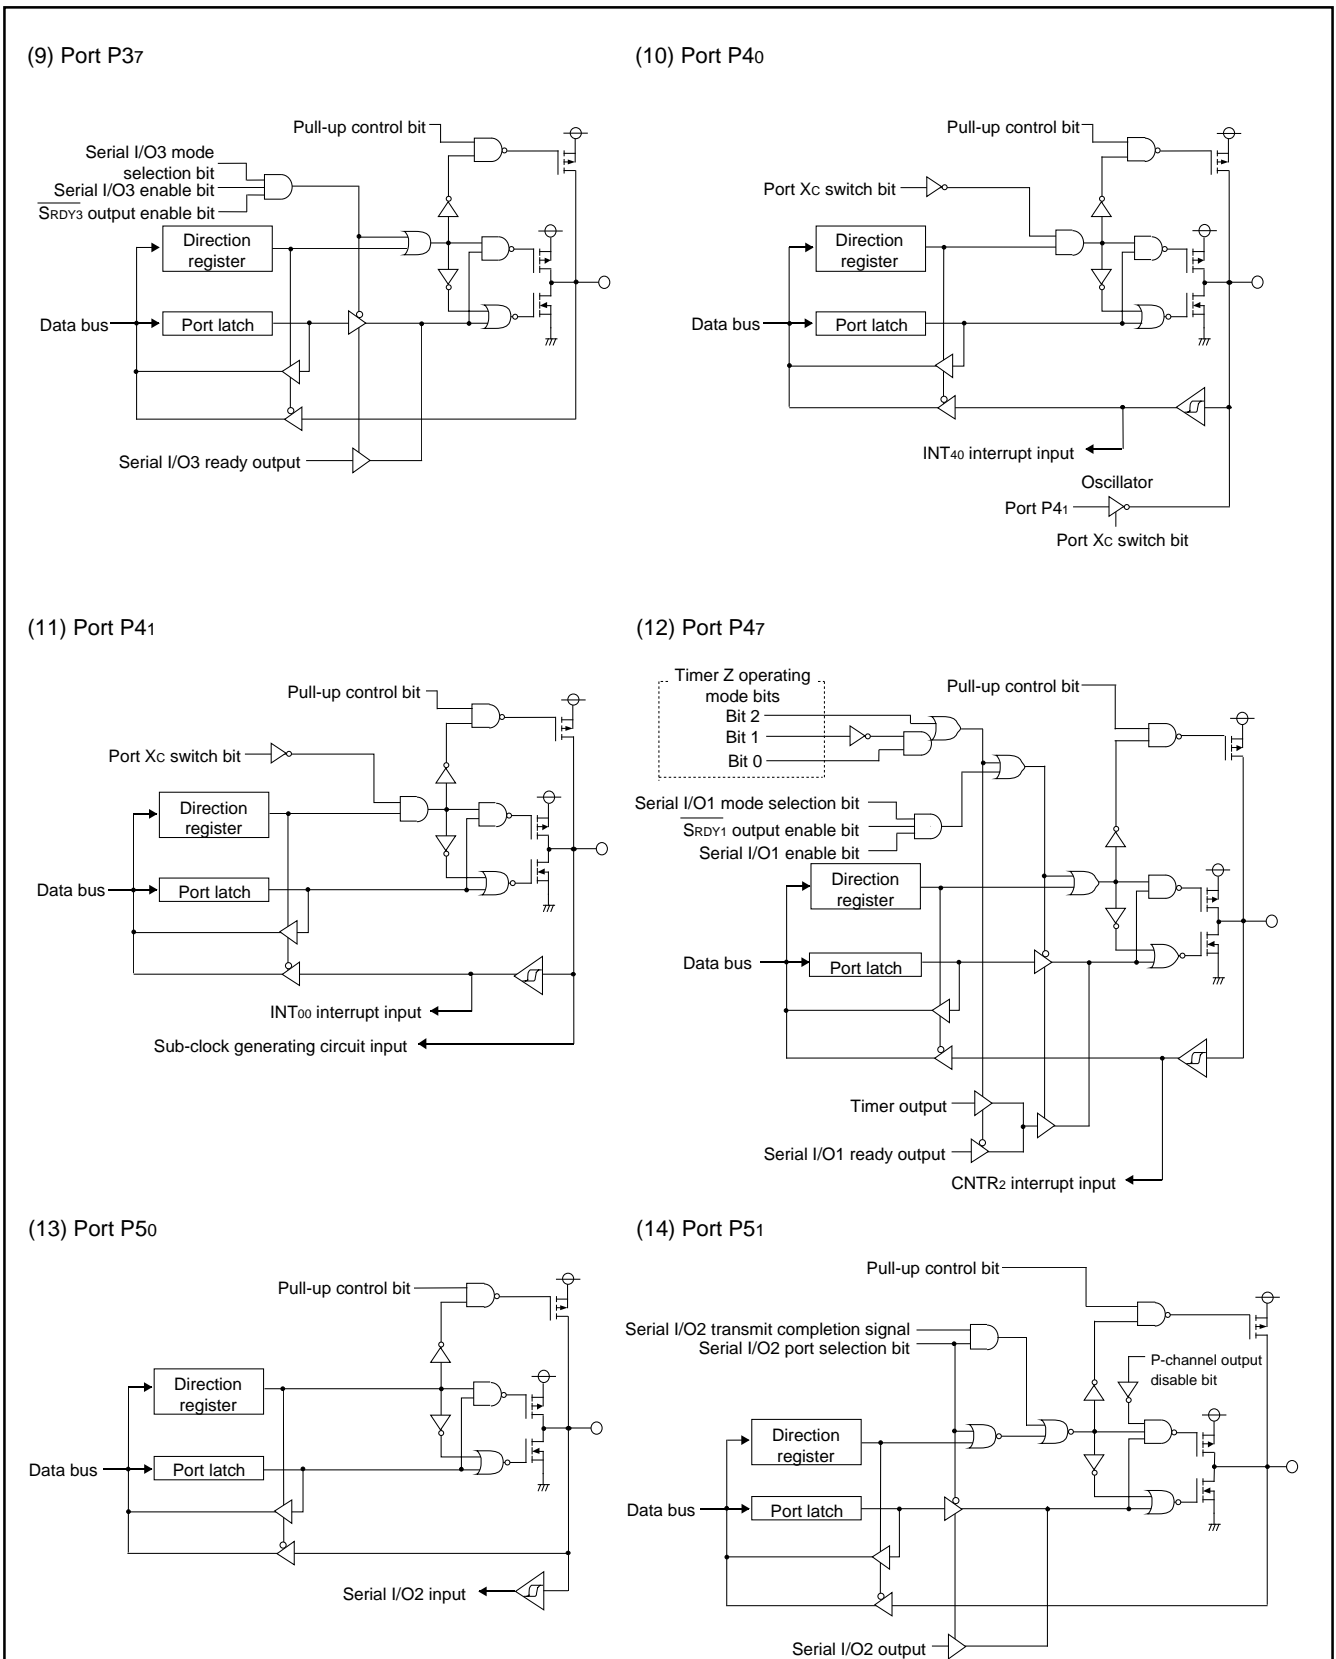 (9) Port P37
Pull-up control bit
Serial I/O3 mode
selection bit
Serial I/O3 enable bit
SRDY3 output enable bit
Direction
register
Data bus
Port latch
Serial I/O3 ready output
(10) Port P40
Pull-up control bit
Port XC switch bit
Direction
register
Data bus
Port latch
INT40 interrupt input
Oscillator
Port P41
Port XC switch bit
(11) Port P41
Pull-up control bit
Port XC switch bit
Direction
register
Data bus
Port latch
INT00 interrupt input
Sub-clock generating circuit input
(12) Port P47
Timer Z operating
mode bits
Bit 2
Bit 1
Bit 0
Pull-up control bit
Serial I/O1 mode selection bit
SRDY1 output enable bit
Serial I/O1 enable bit
Direction
register
Data bus
Port latch
Timer output
Serial I/O1 ready output
CNTR2 interrupt input
(13) Port P50
Pull-up control bit
Direction
register
Data bus
Port latch
Serial I/O2 input
(14) Port P51
Pull-up control bit
Serial I/O2 transmit completion signal
Serial I/O2 port selection bit
P-channel output
disable bit
Direction
register
Data bus
Port latch
Serial I/O2 output